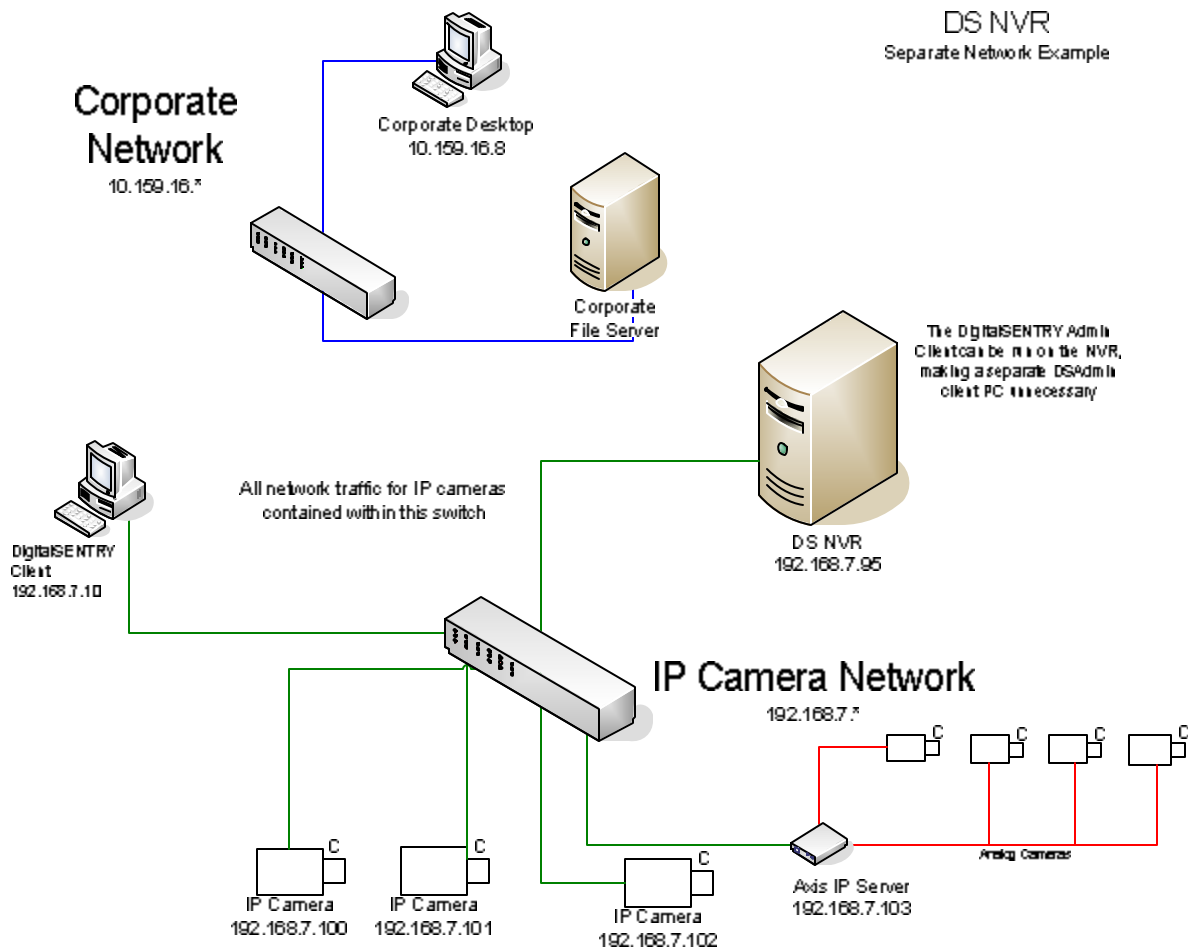 DS NVR
Separate Network Example
Corporate
Network
10.159.16.*
Corporate Desktop
10.159.16.8
Corporate
File Server
The DigitalSENTRY Admin
Client can be run on the NVR,
making a separate DSAdmin
client PC unnecessary
All network traffic for IP cameras
contained within this switch
DigitalSENTRY
Client
192.168.7.10
DS NVR
192.168.7.95
IP Camera Network
192.168.7.*
C
C
C
C
Analog Cameras
Axis IP Server
192.168.7.103
C
IP Camera
192.168.7.100
C
IP Camera
192.168.7.101
C
IP Camera
192.168.7.102